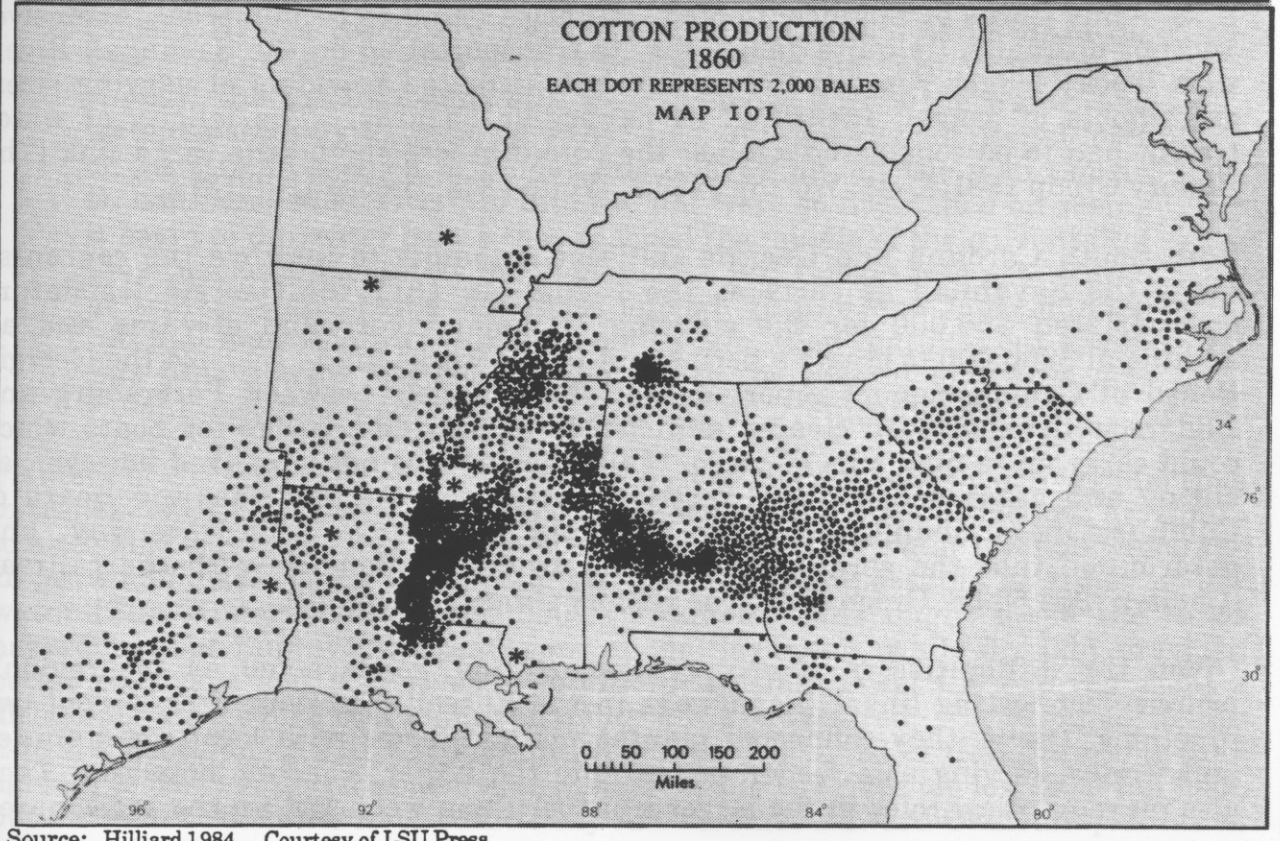 COTTON PRODUCTION
1860
EACH DOT REPRESENTS 2,000 BALES
MAP 101
34°
76°
30°
0 50 100 150 200
Miles
96° 92° 88° 84° 80°
Source: Hilliard 1984. Courtesy of LSU Press